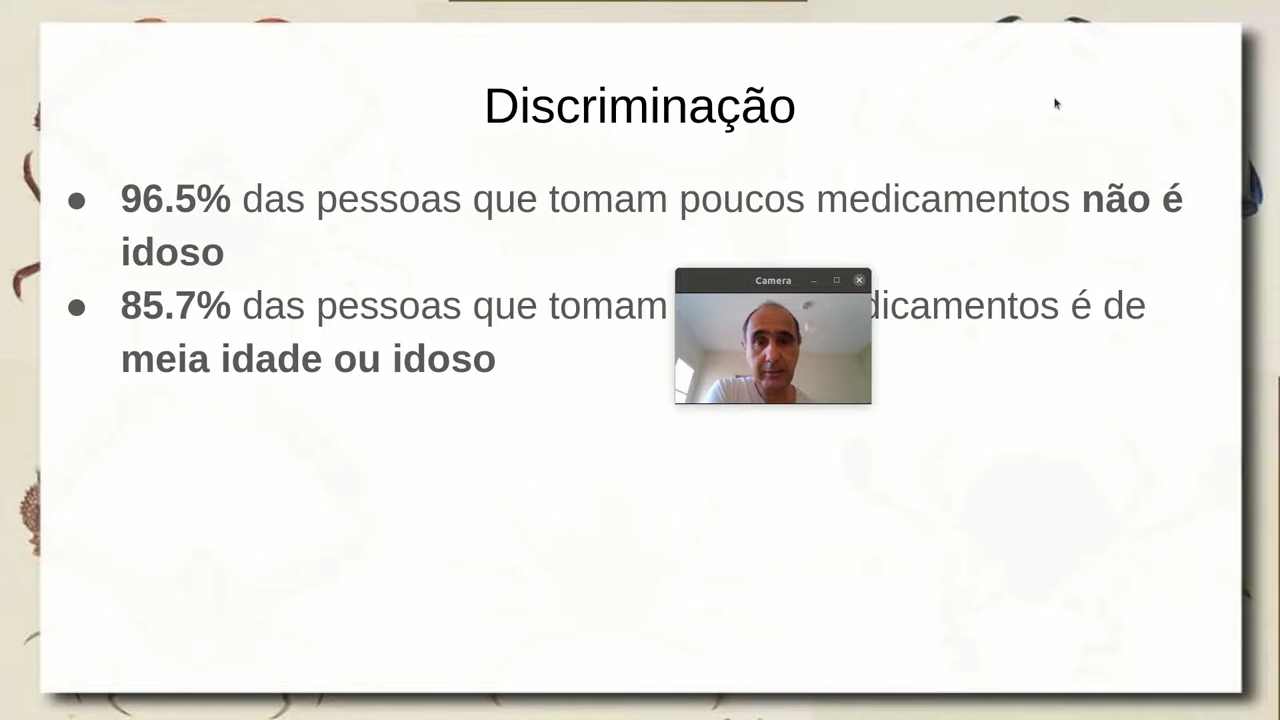 Discriminação
● 96.5% das pessoas que tomam poucos medicamentos não é
idoso
Camera
● 85.7% das pessoas que tomam dicamentos é de
meia idade ou idoso